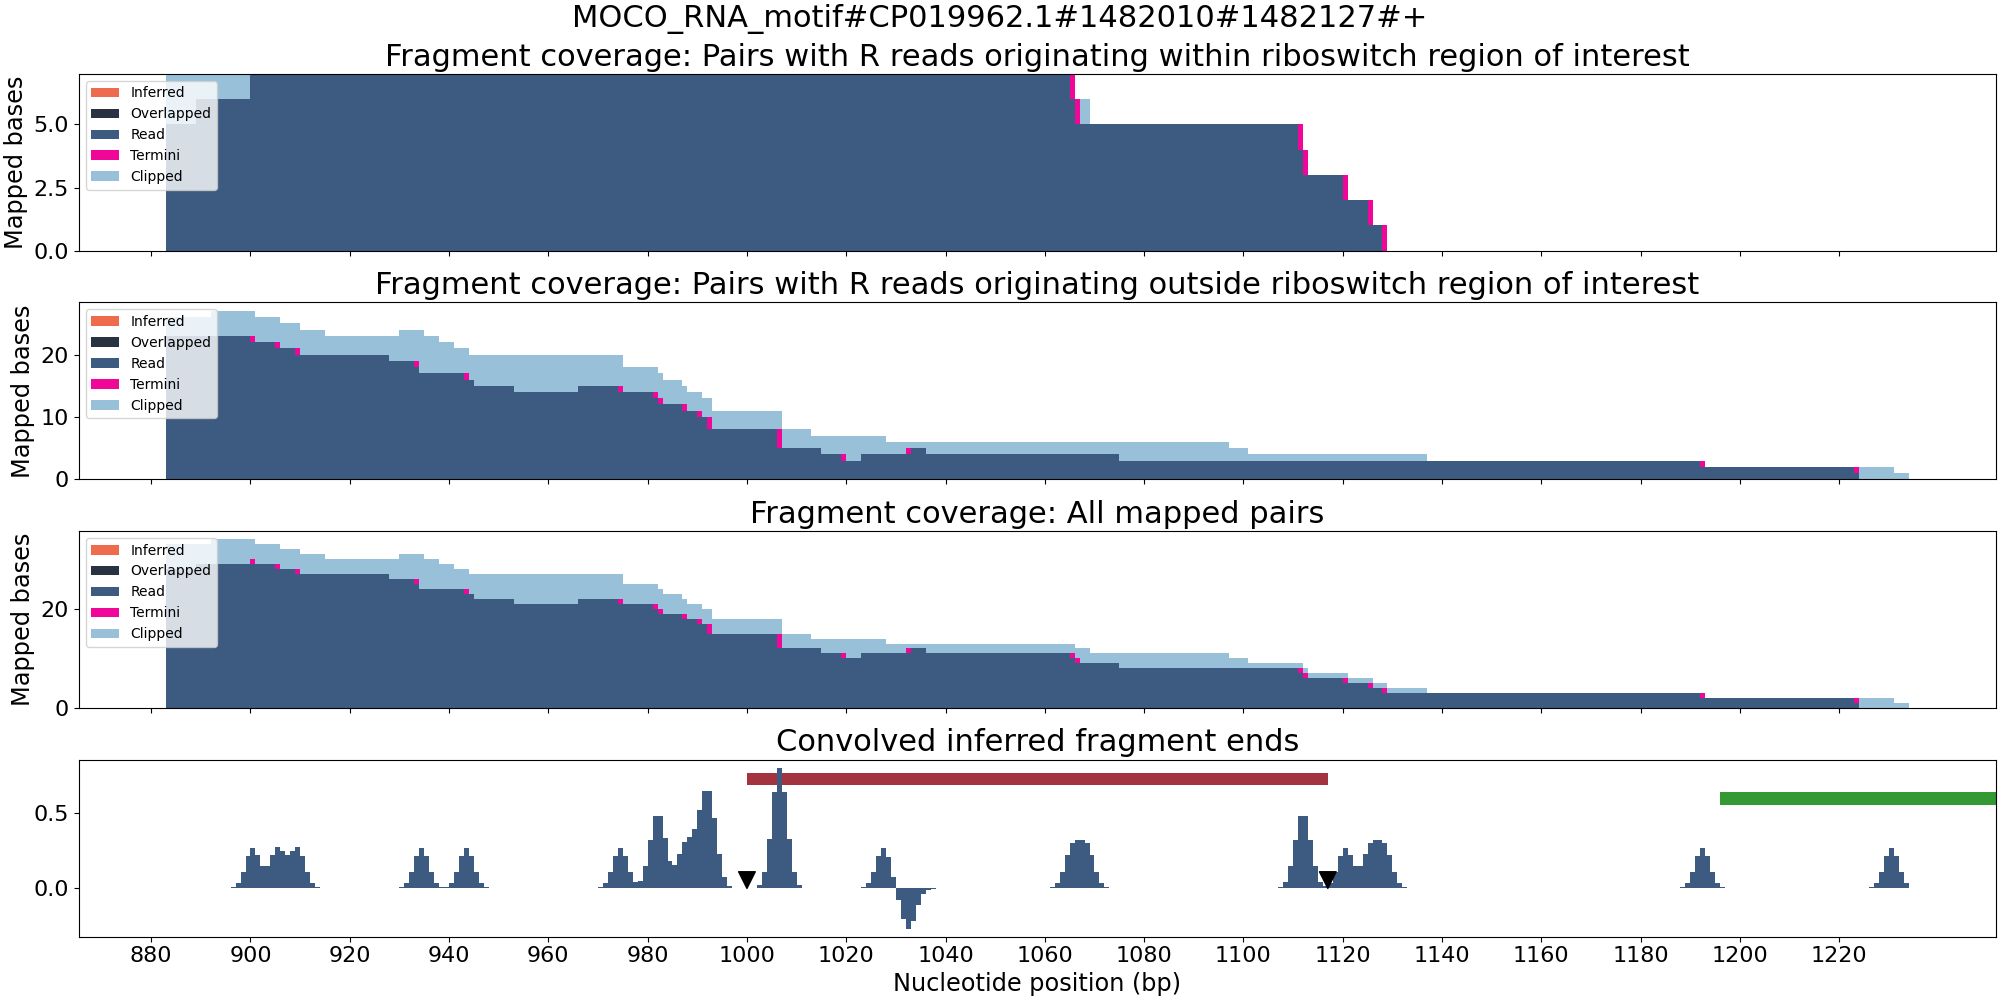 MOCO_RNA_motif#CP019962.1#1482010#1482127#+
Fragment coverage: Pairs with R reads originating within riboswitch region of interest
Mapped bases
5.0
2.5
0.0
Inferred
Overlapped
Read
Termini
Clipped
Fragment coverage: Pairs with R reads originating outside riboswitch region of interest
Mapped bases
20
10
0
Inferred
Overlapped
Read
Termini
Clipped
Fragment coverage: All mapped pairs
Mapped bases
20
0
Inferred
Overlapped
Read
Termini
Clipped
Convolved inferred fragment ends
0.5
0.0
880 900 920 940 960 980 1000 1020 1040 1060 1080 1100 1120 1140 1160 1180 1200 1220
Nucleotide position (bp)